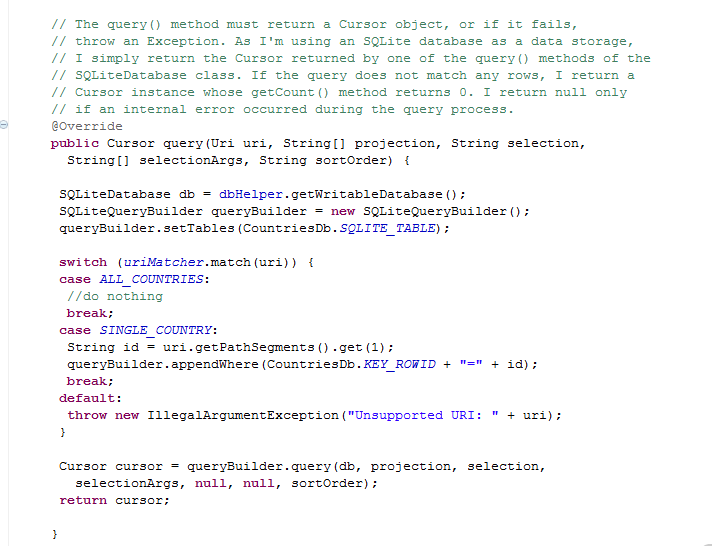 // The query() method must return a Cursor object, or if it fails,
// throw an Exception. As I'm using an SQLite database as a data storage,
// I simply return the Cursor returned by one of the query() methods of the
// SQLiteDatabase class. If the query does not match any rows, I return a
// Cursor instance whose getCount() method returns 0. I return null only
// if an internal error occurred during the query process.
@Override
public Cursor query(Uri uri, String[] projection, String selection,
  String[] selectionArgs, String sortOrder) {

 SQLiteDatabase db = dbHelper.getWritableDatabase();
 SQLiteQueryBuilder queryBuilder = new SQLiteQueryBuilder();
 queryBuilder.setTables(CountriesDb.SQLITE_TABLE);

 switch (uriMatcher.match(uri)) {
 case ALL_COUNTRIES:
  //do nothing
  break;
 case SINGLE_COUNTRY:
  String id = uri.getPathSegments().get(1);
  queryBuilder.appendWhere(CountriesDb.KEY_ROWID + "=" + id);
  break;
 default:
  throw new IllegalArgumentException("Unsupported URI: " + uri);
 }

 Cursor cursor = queryBuilder.query(db, projection, selection,
   selectionArgs, null, null, sortOrder);
 return cursor;

}